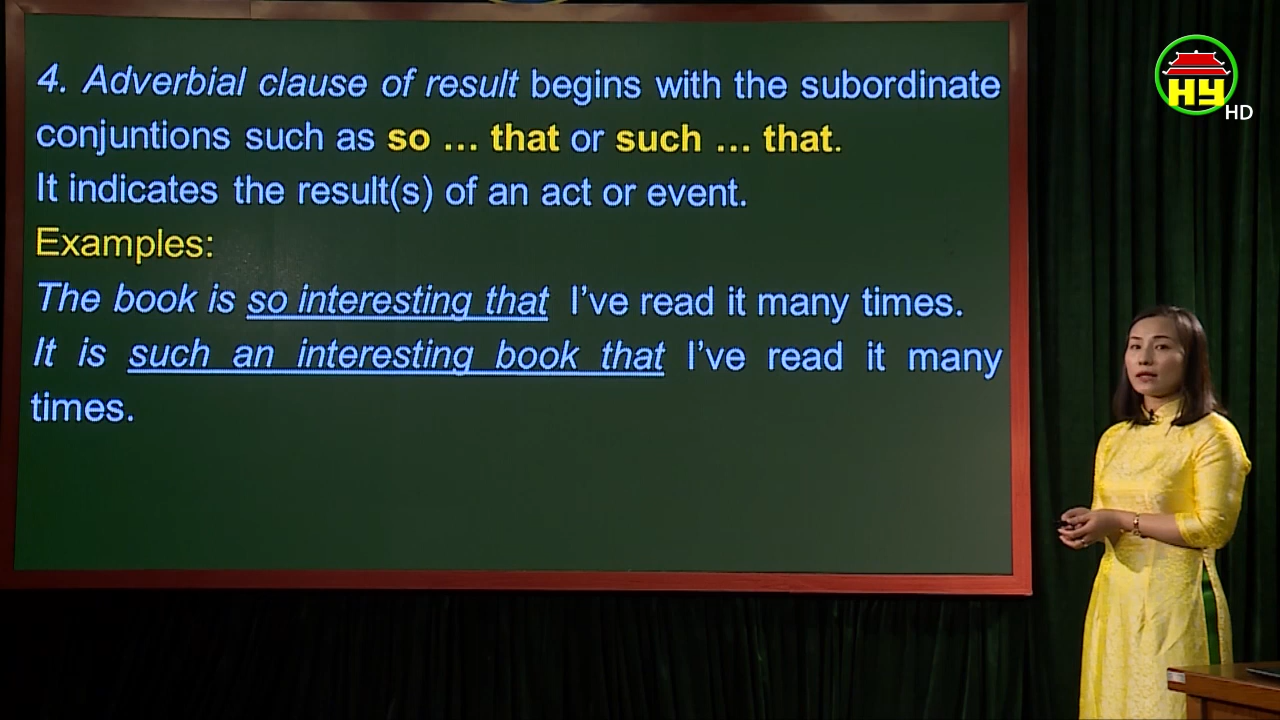 4. Adverbial clause of result begins with the subordinate
conjuntions such as so ... that or such ... that.
It indicates the result(s) of an act or event.
Examples:
The book is so interesting that I've read it many times.
It is such an interesting book that I've read it many
times.
HY
HD